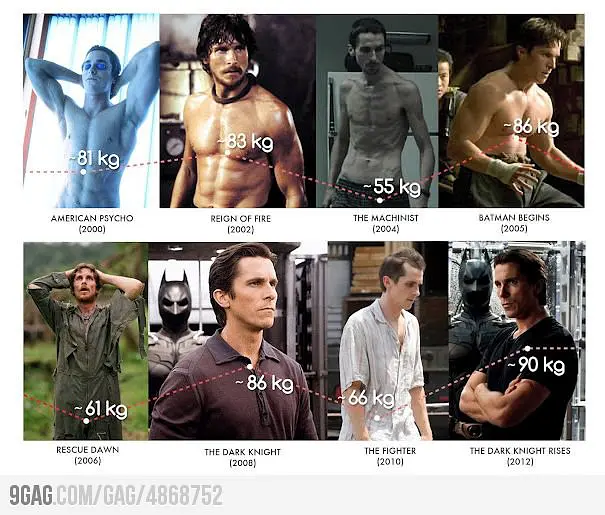 ~81 kg
~83 kg
~55 kg
~86 kg
AMERICAN PSYCHO
(2000)
REIGN OF FIRE
(2002)
THE MACHINIST
(2004)
BATMAN BEGINS
(2005)
~61 kg
~86 kg
~66 kg
~90 kg
RESCUE DAWN
(2006)
THE DARK KNIGHT
(2008)
THE FIGHTER
(2010)
THE DARK KNIGHT RISES
(2012)
9GAG.COM/GAG/4868752